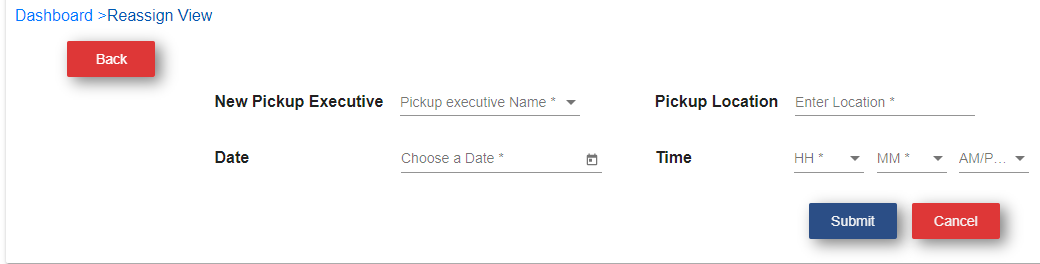 Dashboard >Reassign View
Back
New Pickup Executive Pickup executive Name * Pickup Location Enter Location *
Date Choose a Date * Time HH * MM * AM/P...
Submit Cancel